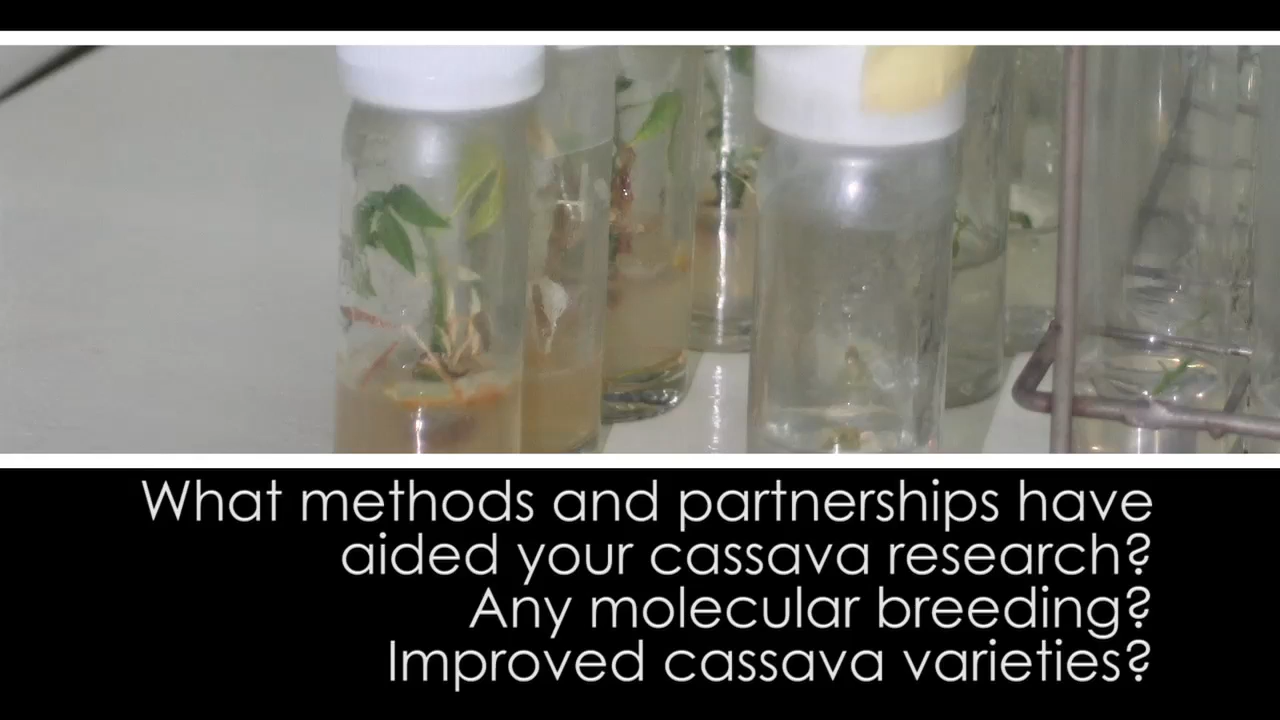 What methods and partnerships have
aided your cassava research?
Any molecular breeding?
Improved cassava varieties?